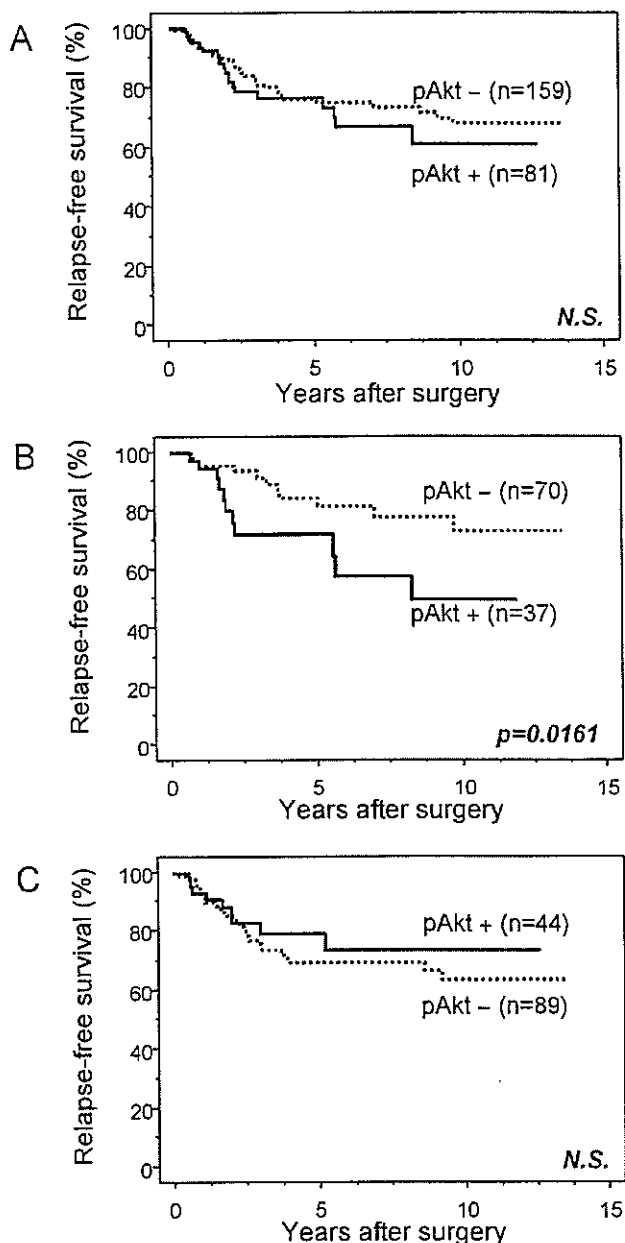 A
Relapse-free survival (%)
100
80
60
40
20
0
pAkt – (n=159)
pAkt + (n=81)
N.S.
0 5 10 15
Years after surgery
B
Relapse-free survival (%)
100
80
60
40
20
0
pAkt – (n=70)
pAkt + (n=37)
p=0.0161
0 5 10 15
Years after surgery
C
Relapse-free survival (%)
100
80
60
40
20
0
pAkt + (n=44)
pAkt – (n=89)
N.S.
0 5 10 15
Years after surgery